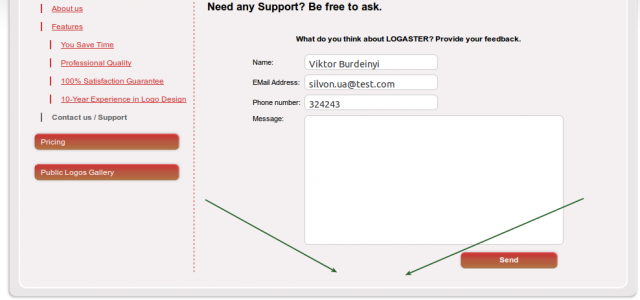 About us
Features
You Save Time
Professional Quality
100% Satisfaction Guarantee
10-Year Experience in Logo Design
Contact us / Support
Pricing
Public Logos Gallery
Need any Support? Be free to ask.
What do you think about LOGASTER? Provide your feedback.
Name: Viktor Burdeinyi
EMail Address: silvon.ua@test.com
Phone number: 324243
Message:
Send